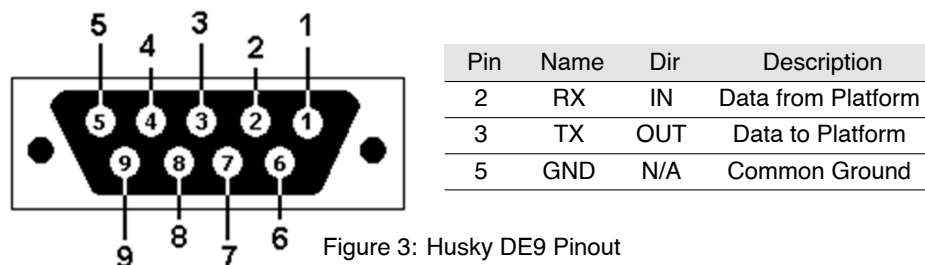 5 4 3 2 1
5 4 3 2 1
9 8 7 6
9 8 7 6
Pin Name Dir Description
2 RX IN Data from Platform
3 TX OUT Data to Platform
5 GND N/A Common Ground
Figure 3: Husky DE9 Pinout